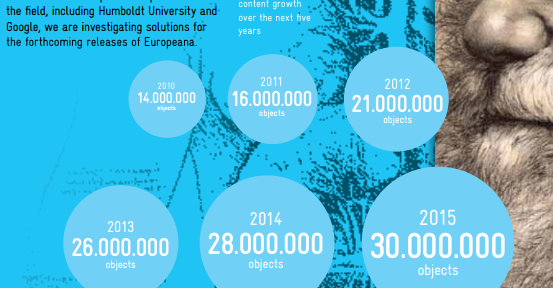 the field, including Humboldt University and
Google, we are investigating solutions for
the forthcoming releases of Europeana.
content growth
over the next five
years
2010
14.000.000
objects
2011
16.000.000
objects
2012
21.000.000
objects
2013
26.000.000
objects
2014
28.000.000
objects
2015
30.000.000
objects